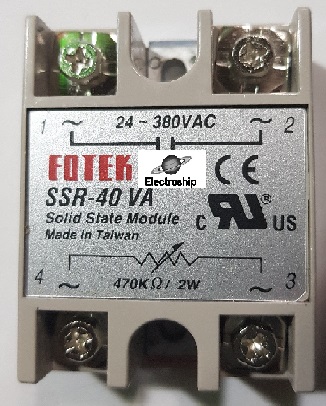 24 - 380VAC
1 ~ ~ 2
FOTEK
Electroship
CE
SSR-40 VA
Solid State Module
Made in Taiwan
C RU US
4 3
~ 470KΩ / 2W ~